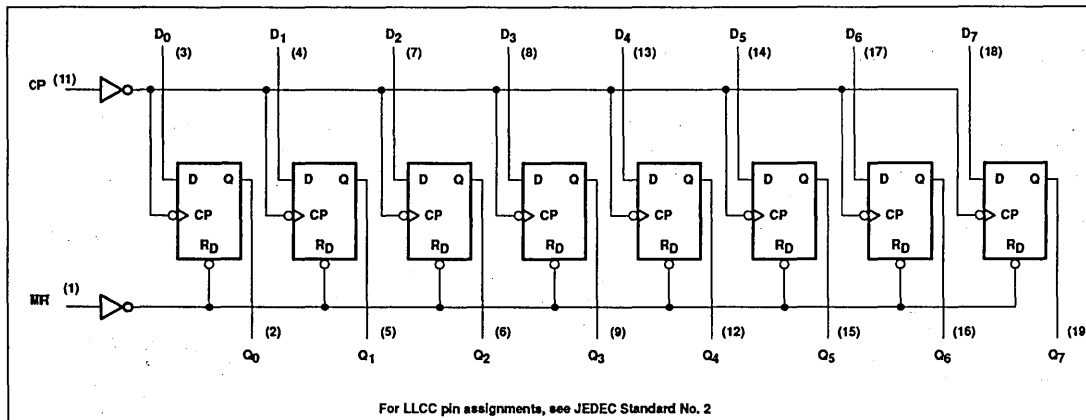 D0 D1 D2 D3 D4 D5 D6 D7
(3) (4) (7) (8) (13) (14) (17) (18)
CP (11)
D Q D Q D Q D Q D Q D Q D Q D Q
CP CP CP CP CP CP CP CP
RD RD RD RD RD RD RD RD
M̅R̅ (1)
(2) (5) (6) (9) (12) (15) (16) (19
Q0 Q1 Q2 Q3 Q4 Q5 Q6 Q7
For LLCC pin assignments, see JEDEC Standard No. 2